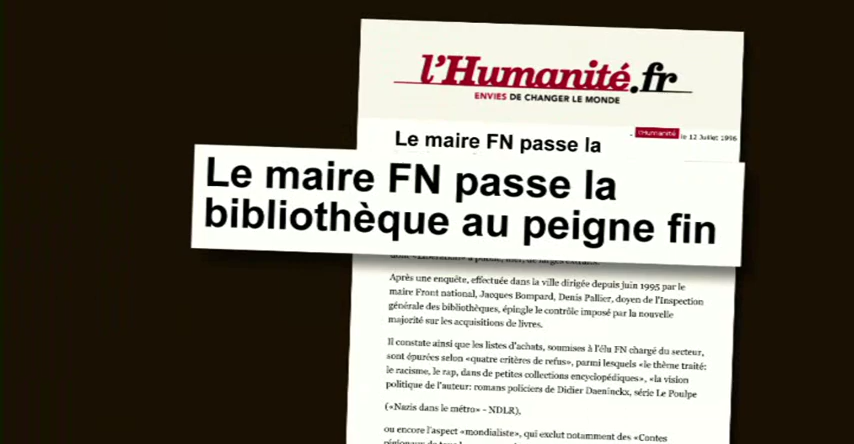 l'Humanité.fr
ENVIES DE CHANGER LE MONDE
- l'Humanité le 12 Juillet 1996
Le maire FN passe la
Le maire FN passe la
bibliothèque au peigne fin
Après une enquête, effectuée dans la ville dirigée depuis juin 1995 par le
maire Front national, Jacques Bompard, Denis Pallier, doyen de l'Inspection
générale des bibliothèques, épingle le contrôle imposé par la nouvelle
majorité sur les acquisitions de livres.
Il constate ainsi que les listes d'achats, soumises à l'élu FN chargé du secteur,
sont épurées selon «quatre critères de refus», parmi lesquels «le thème traité:
le racisme, le rap, dans de petites collections encyclopédiques», «la vision
politique de l'auteur: romans policiers de Didier Daeninckx, série Le Poulpe
(«Nazis dans le métro» - NDLR),
ou encore l'aspect «mondialiste», qui exclut notamment des «Contes